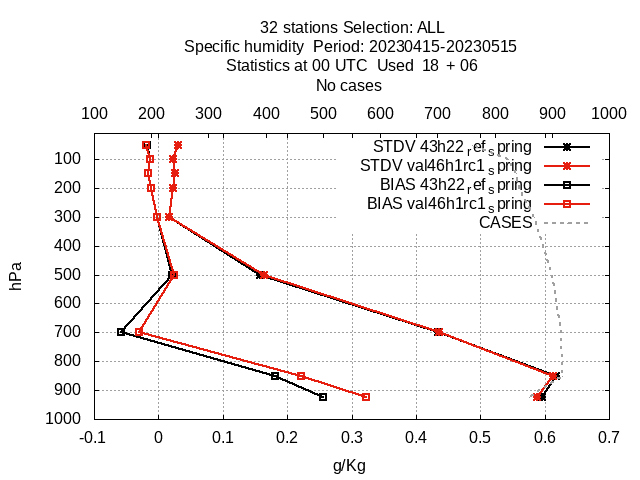 32 stations Selection: ALL
Specific humidity  Period: 20230415-20230515
Statistics at 00 UTC  Used  18  + 06
No cases
100 200 300 400 500 600 700 800 900 1000
STDV 43h22_ref_spring
STDV val46h1rc1_spring
BIAS 43h22_ref_spring
BIAS val46h1rc1_spring
CASES
hPa
100
200
300
400
500
600
700
800
900
1000
-0.1 0 0.1 0.2 0.3 0.4 0.5 0.6 0.7
g/Kg